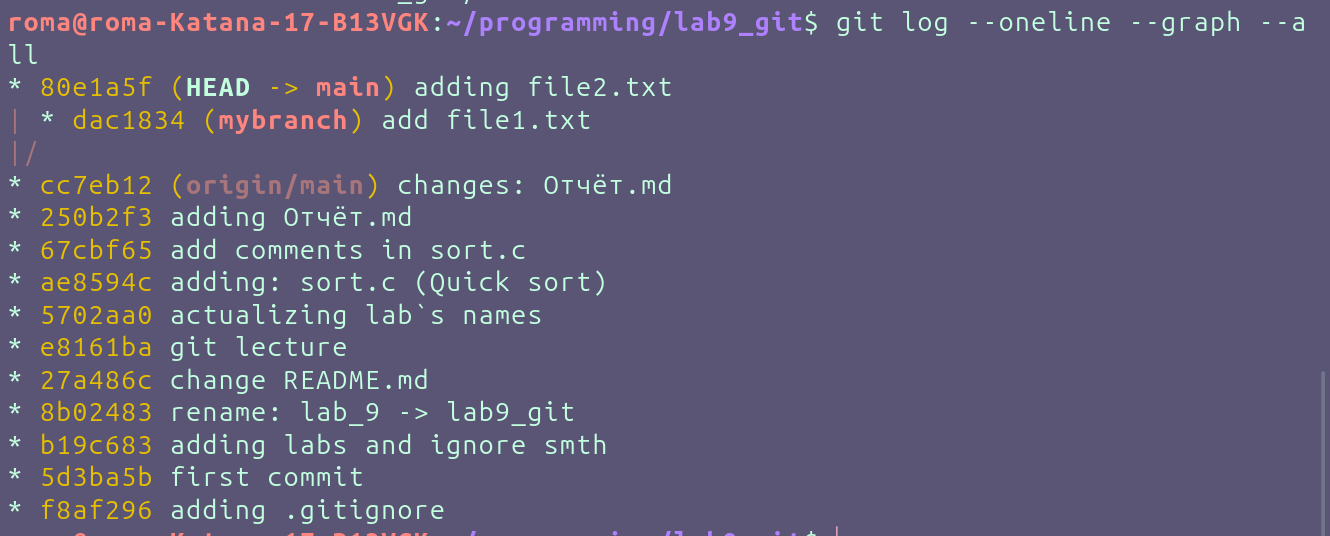 roma@roma-Katana-17-B13VGK:~/programming/lab9_git$ git log --oneline --graph --a
ll
* 80e1a5f (HEAD -> main) adding file2.txt
| * dac1834 (mybranch) add file1.txt
|/
* cc7eb12 (origin/main) changes: Отчёт.md
* 250b2f3 adding Отчёт.md
* 67cbf65 add comments in sort.c
* ae8594c adding: sort.c (Quick sort)
* 5702aa0 actualizing lab`s names
* e8161ba git lecture
* 27a486c change README.md
* 8b02483 rename: lab_9 -> lab9_git
* b19c683 adding labs and ignore smth
* 5d3ba5b first commit
* f8af296 adding .gitignore